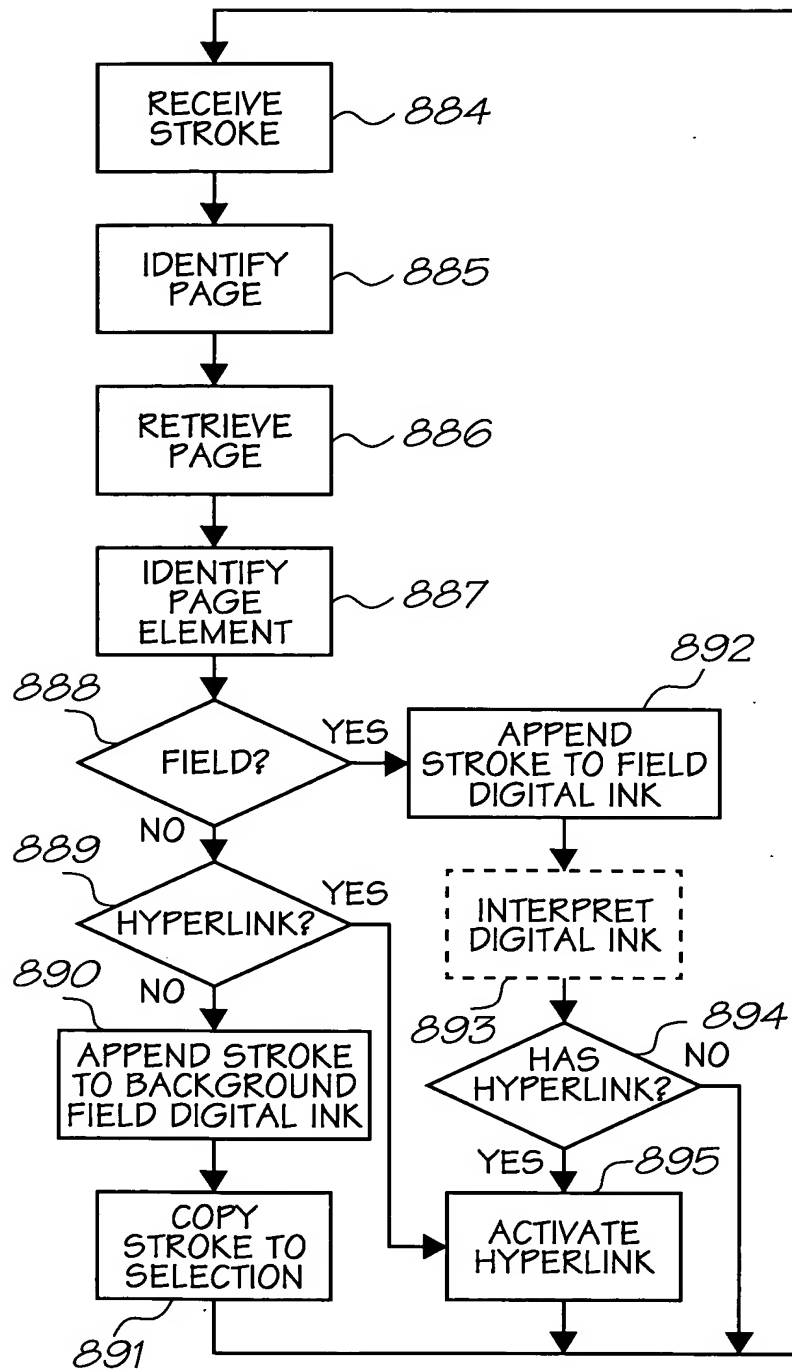 RECEIVE
STROKE
884
IDENTIFY
PAGE
885
RETRIEVE
PAGE
886
IDENTIFY
PAGE
ELEMENT
887
888
FIELD?
YES
NO
892
APPEND
STROKE TO FIELD
DIGITAL INK
889
HYPERLINK?
YES
NO
INTERPRET
DIGITAL INK
893
890
APPEND STROKE
TO BACKGROUND
FIELD DIGITAL INK
894
HAS
HYPERLINK?
NO
YES
895
COPY
STROKE TO
SELECTION
891
ACTIVATE
HYPERLINK